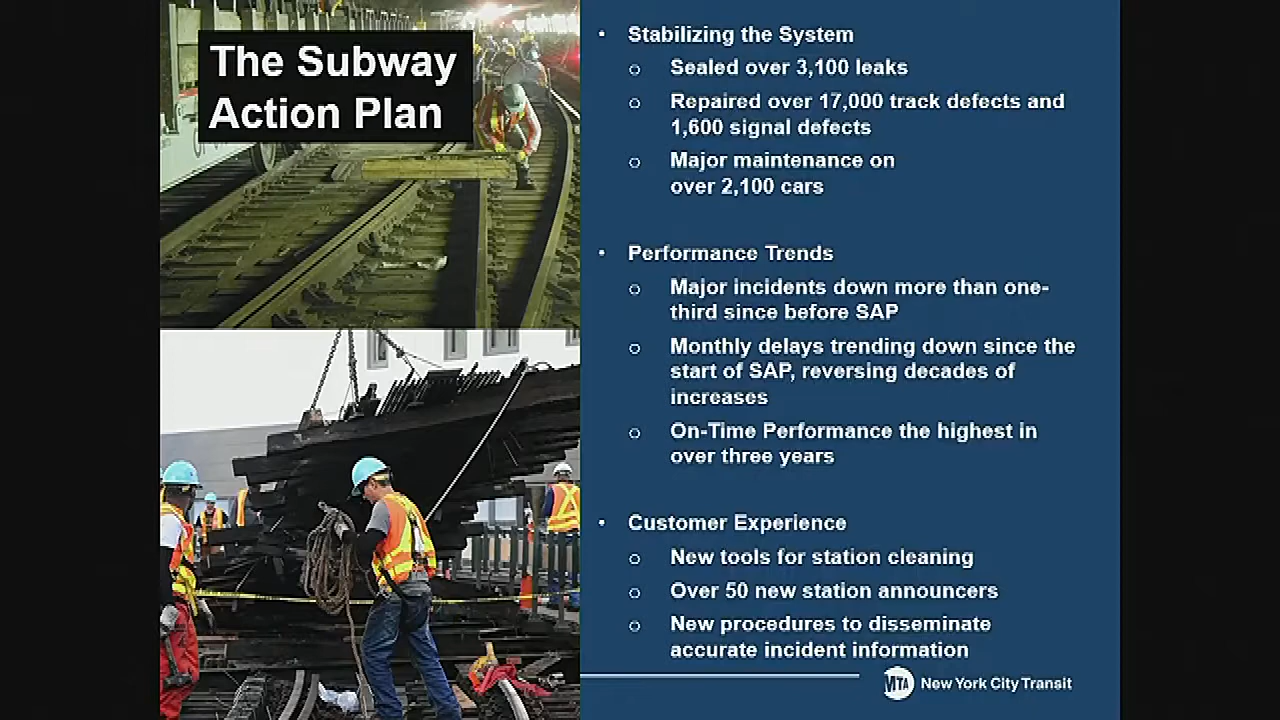 The Subway
Action Plan
• Stabilizing the System
o Sealed over 3,100 leaks
o Repaired over 17,000 track defects and
1,600 signal defects
o Major maintenance on
over 2,100 cars
• Performance Trends
o Major incidents down more than one-
third since before SAP
o Monthly delays trending down since the
start of SAP, reversing decades of
increases
o On-Time Performance the highest in
over three years
• Customer Experience
o New tools for station cleaning
o Over 50 new station announcers
o New procedures to disseminate
accurate incident information
MTA New York City Transit